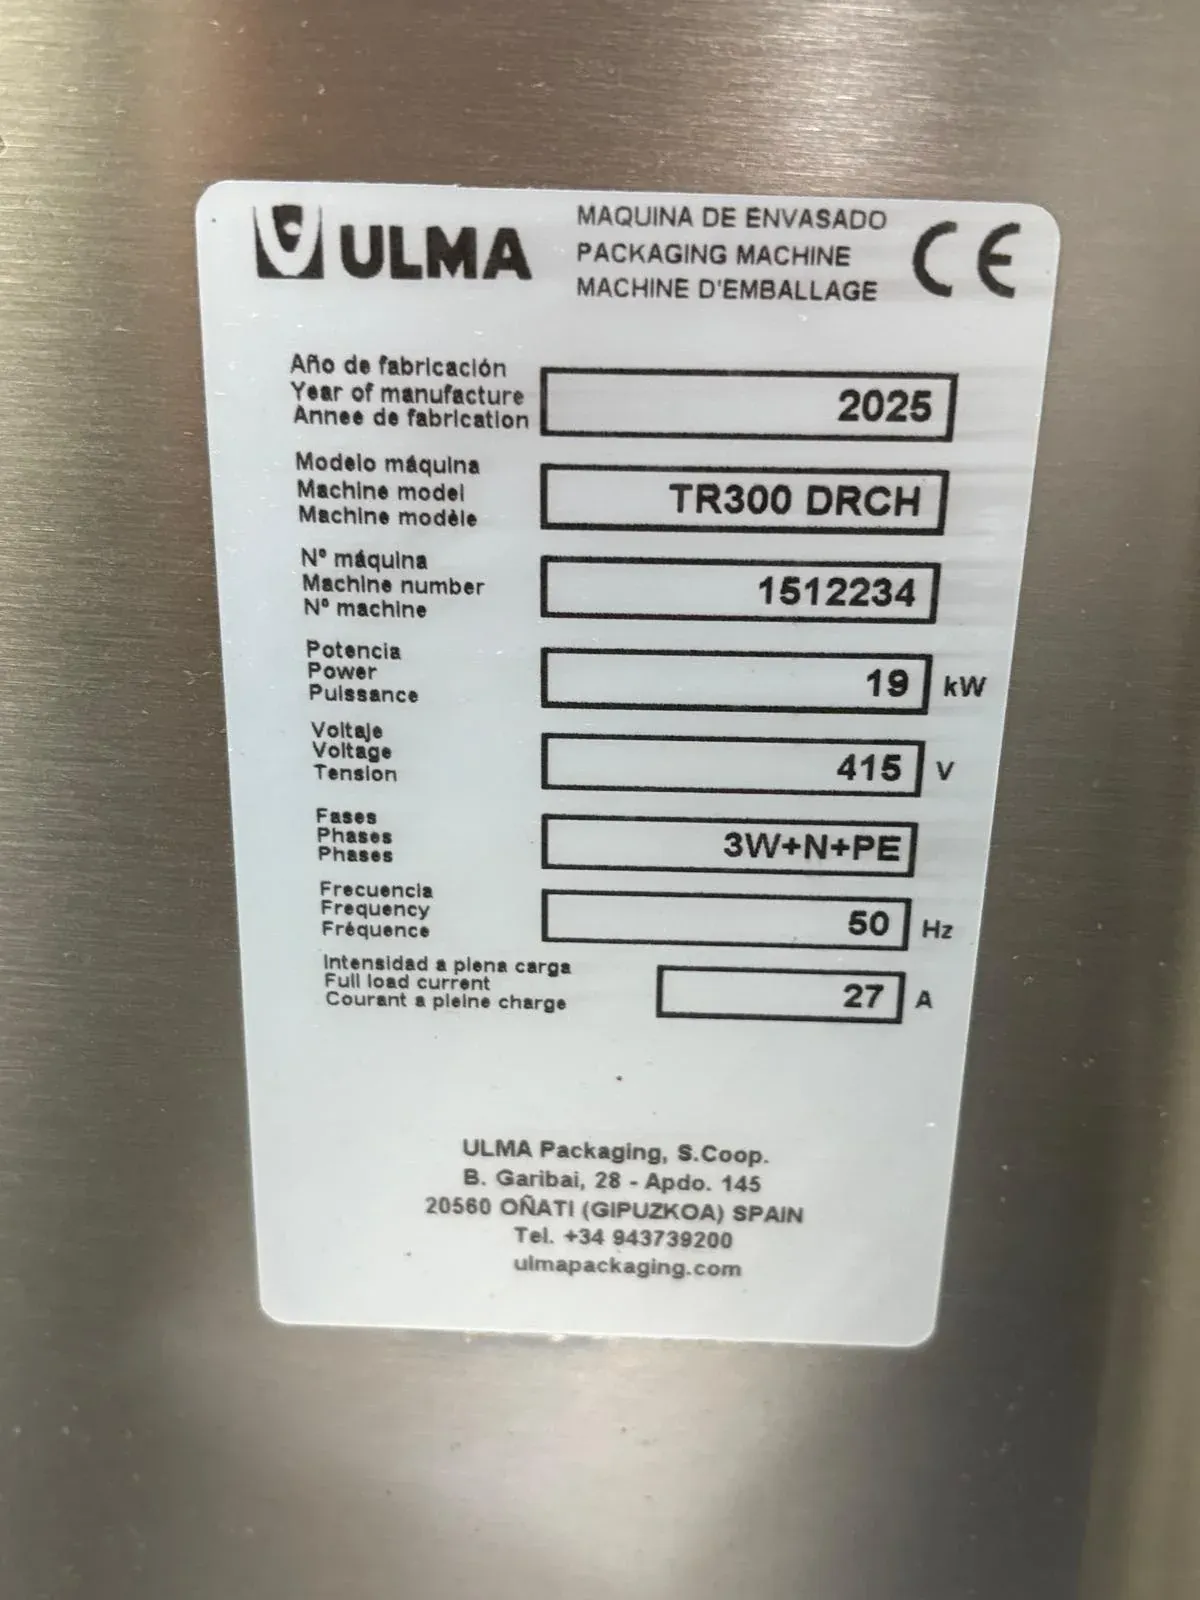 ULMA
MAQUINA DE ENVASADO
PACKAGING MACHINE
MACHINE D'EMBALLAGE
CE
Año de fabricación
Year of manufacture
Annee de fabrication
2025
Modelo máquina
Machine model
Machine modèle
TR300 DRCH
Nº máquina
Machine number
Nº machine
1512234
Potencia
Power
Puissance
19 kW
Voltaje
Voltage
Tension
415 V
Fases
Phases
Phases
3W+N+PE
Frecuencia
Frequency
Fréquence
50 Hz
Intensidad a plena carga
Full load current
Courant a pleine charge
27 A
ULMA Packaging, S.Coop.
B. Garibai, 28 - Apdo. 145
20560 OÑATI (GIPUZKOA) SPAIN
Tel. +34 943739200
ulmapackaging.com